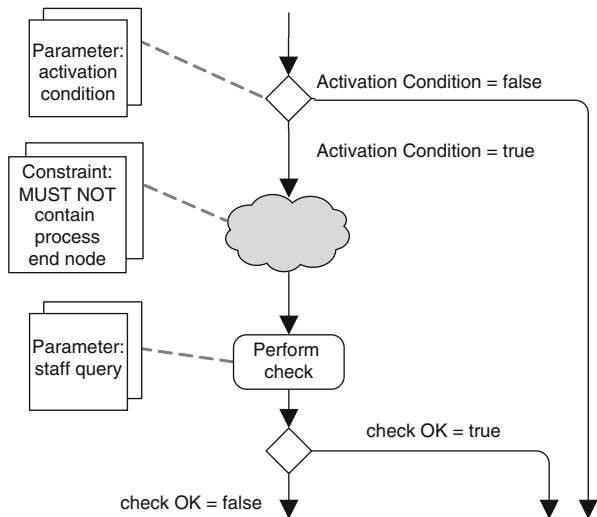 Parameter:
activation
condition
Activation Condition = false
Activation Condition = true
Constraint:
MUST NOT
contain
process
end node
Parameter:
staff query
Perform
check
check OK = true
check OK = false